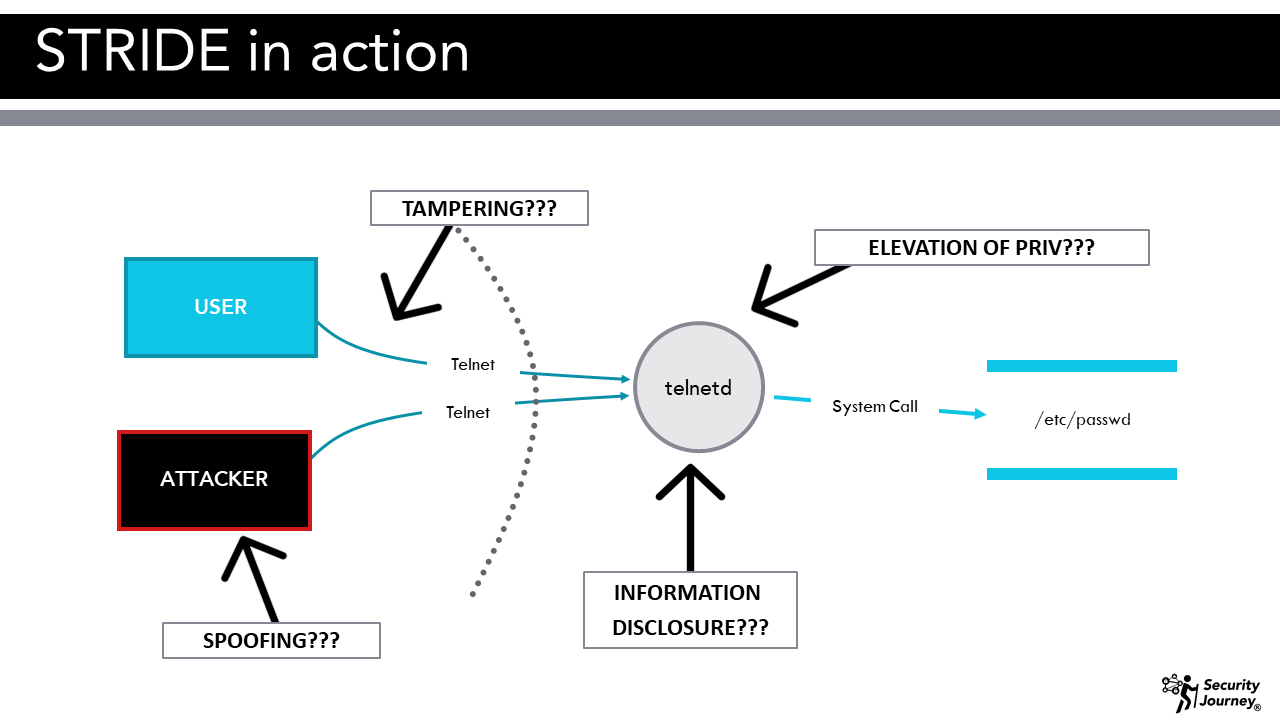 STRIDE in action
TAMPERING???
ELEVATION OF PRIV???
USER
Telnet
telnetd
System Call
/etc/passwd
Telnet
ATTACKER
INFORMATION
DISCLOSURE???
SPOOFING???
Security
Journey®